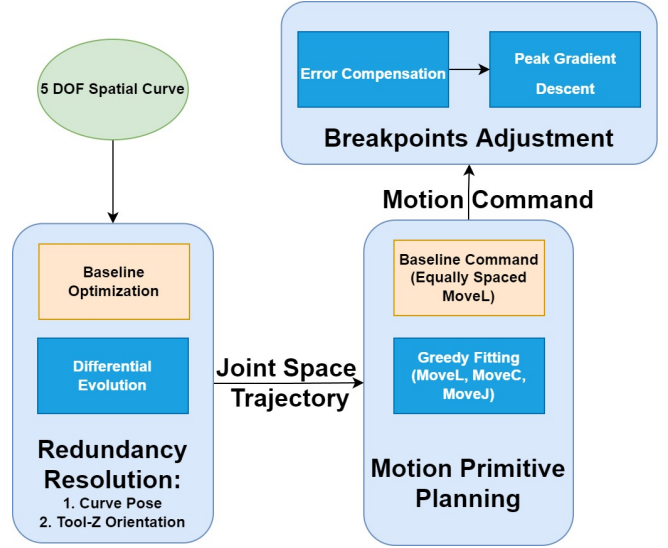 5 DOF Spatial Curve
Error Compensation
Peak Gradient
Descent
Breakpoints Adjustment
Motion Command
Baseline
Optimization
Differential
Evolution
Redundancy
Resolution:
1. Curve Pose
2. Tool-Z Orientation
Joint Space
Trajectory
Baseline Command
(Equally Spaced
MoveL)
Greedy Fitting
(MoveL, MoveC,
MoveJ)
Motion Primitive
Planning